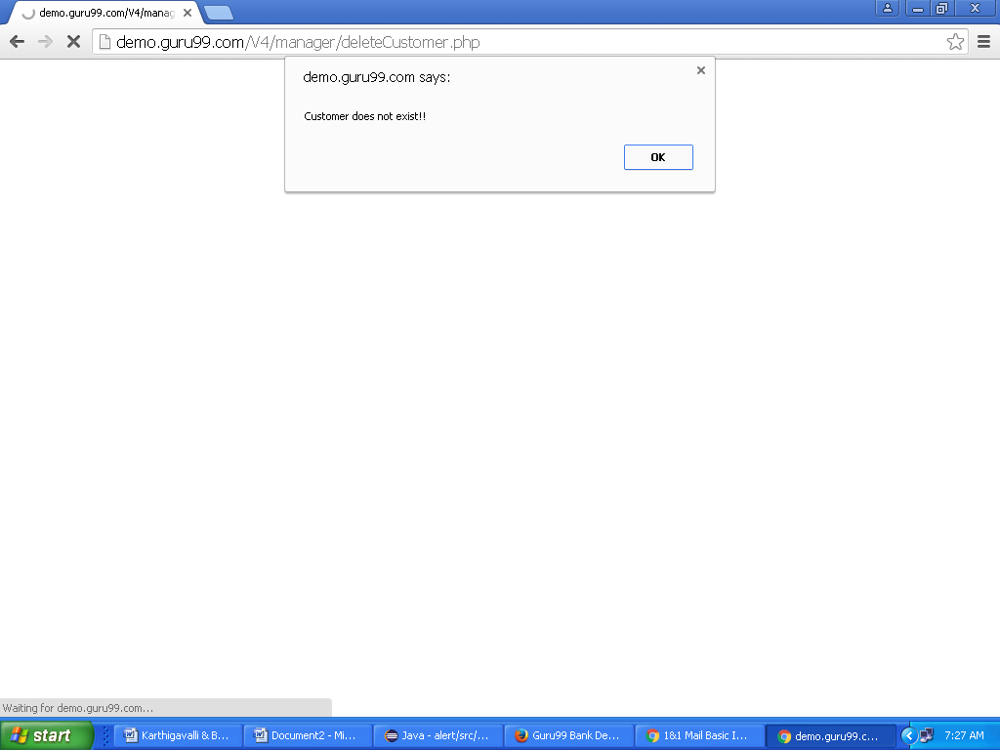 demo.guru99.com/V4/manag
demo.guru99.com/V4/manager/deleteCustomer.php
demo.guru99.com says:
Customer does not exist!!
OK
Waiting for demo.guru99.com...
start
Karthigavalli & B...
Document2 - Mi...
Java - alert/src/...
Guru99 Bank De...
1&1 Mail Basic I...
demo.guru99.c...
7:27 AM